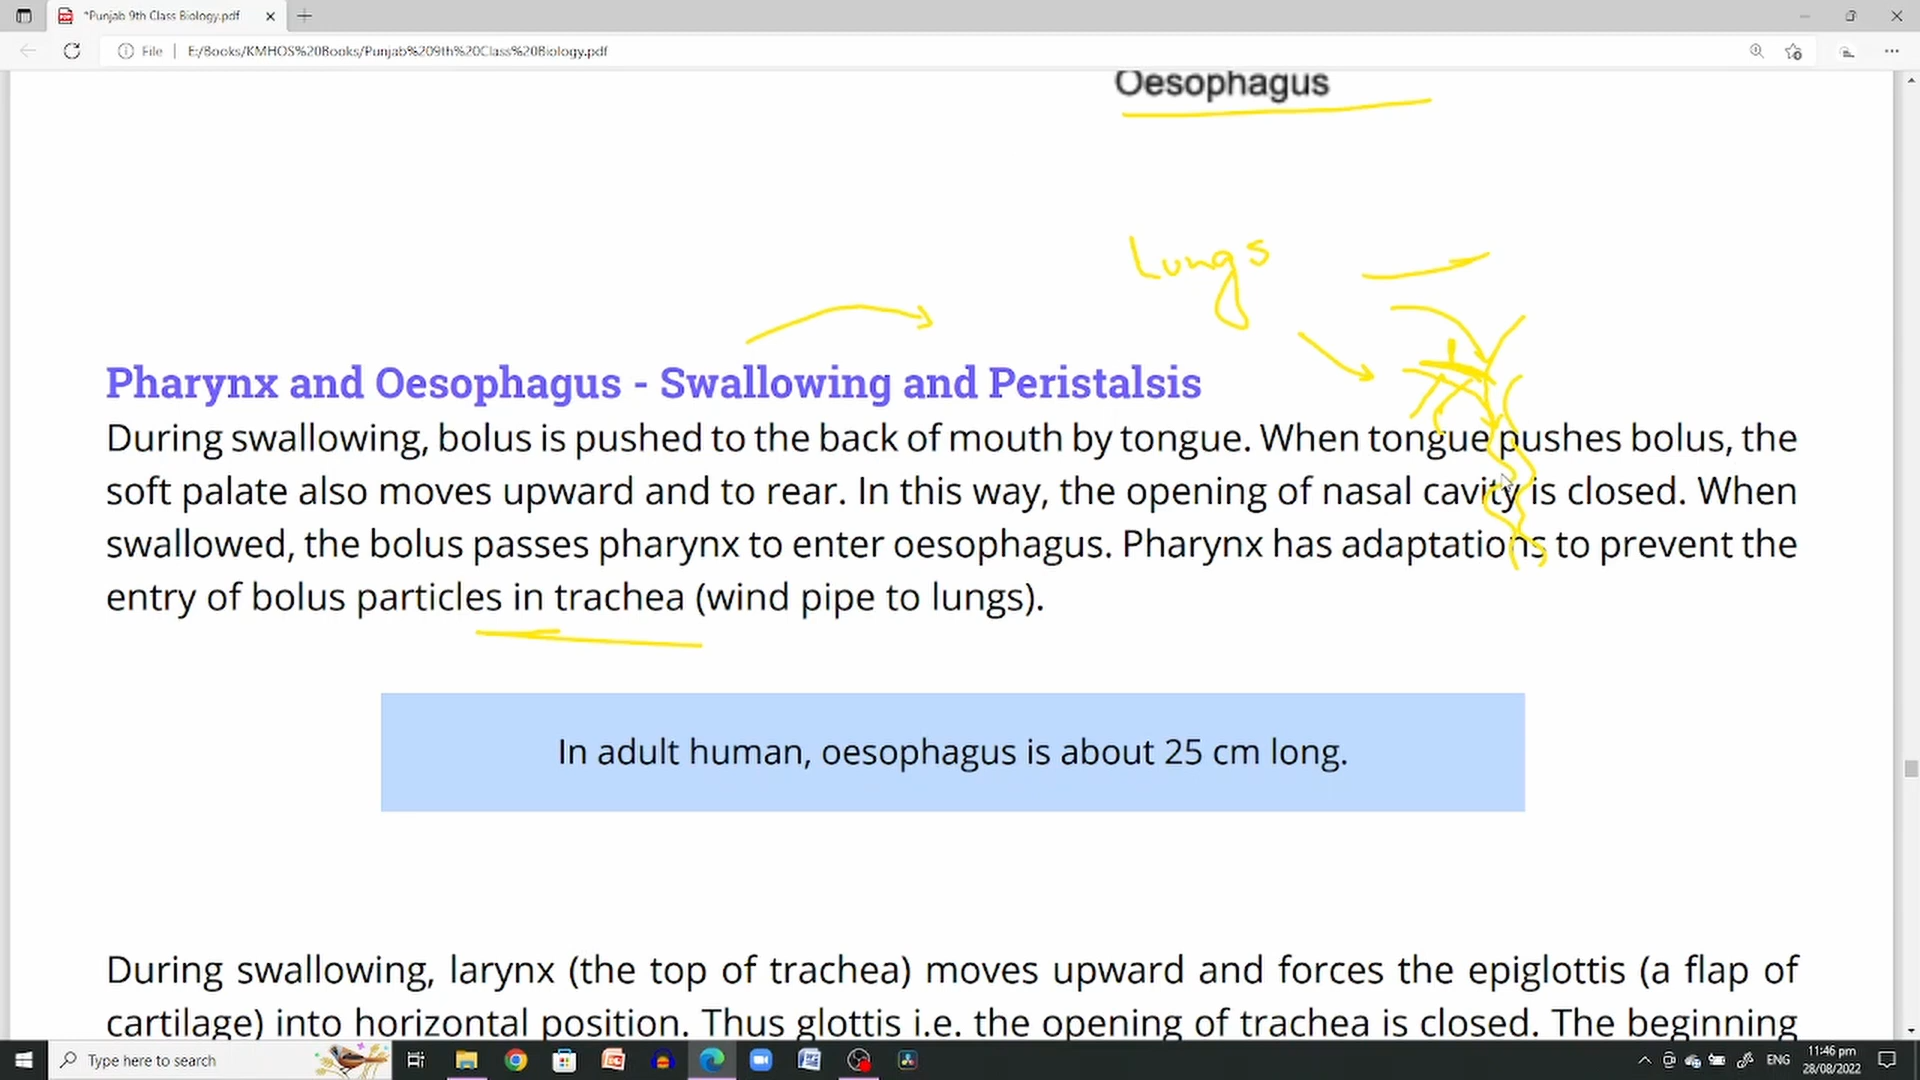 *Punjab 9th Class Biology.pdf
File
E:/Books/KMHOS%20Books/Punjab%209th%20Class%20Biology.pdf
Oesophagus
Lungs
Pharynx and Oesophagus - Swallowing and Peristalsis
During swallowing, bolus is pushed to the back of mouth by tongue. When tongue pushes bolus, the
soft palate also moves upward and to rear. In this way, the opening of nasal cavity is closed. When
swallowed, the bolus passes pharynx to enter oesophagus. Pharynx has adaptations to prevent the
entry of bolus particles in trachea (wind pipe to lungs).
In adult human, oesophagus is about 25 cm long.
During swallowing, larynx (the top of trachea) moves upward and forces the epiglottis (a flap of
cartilage) into horizontal position. Thus glottis i.e. the opening of trachea is closed. The beginning
Type here to search
ENG
11:46 pm
28/08/2022